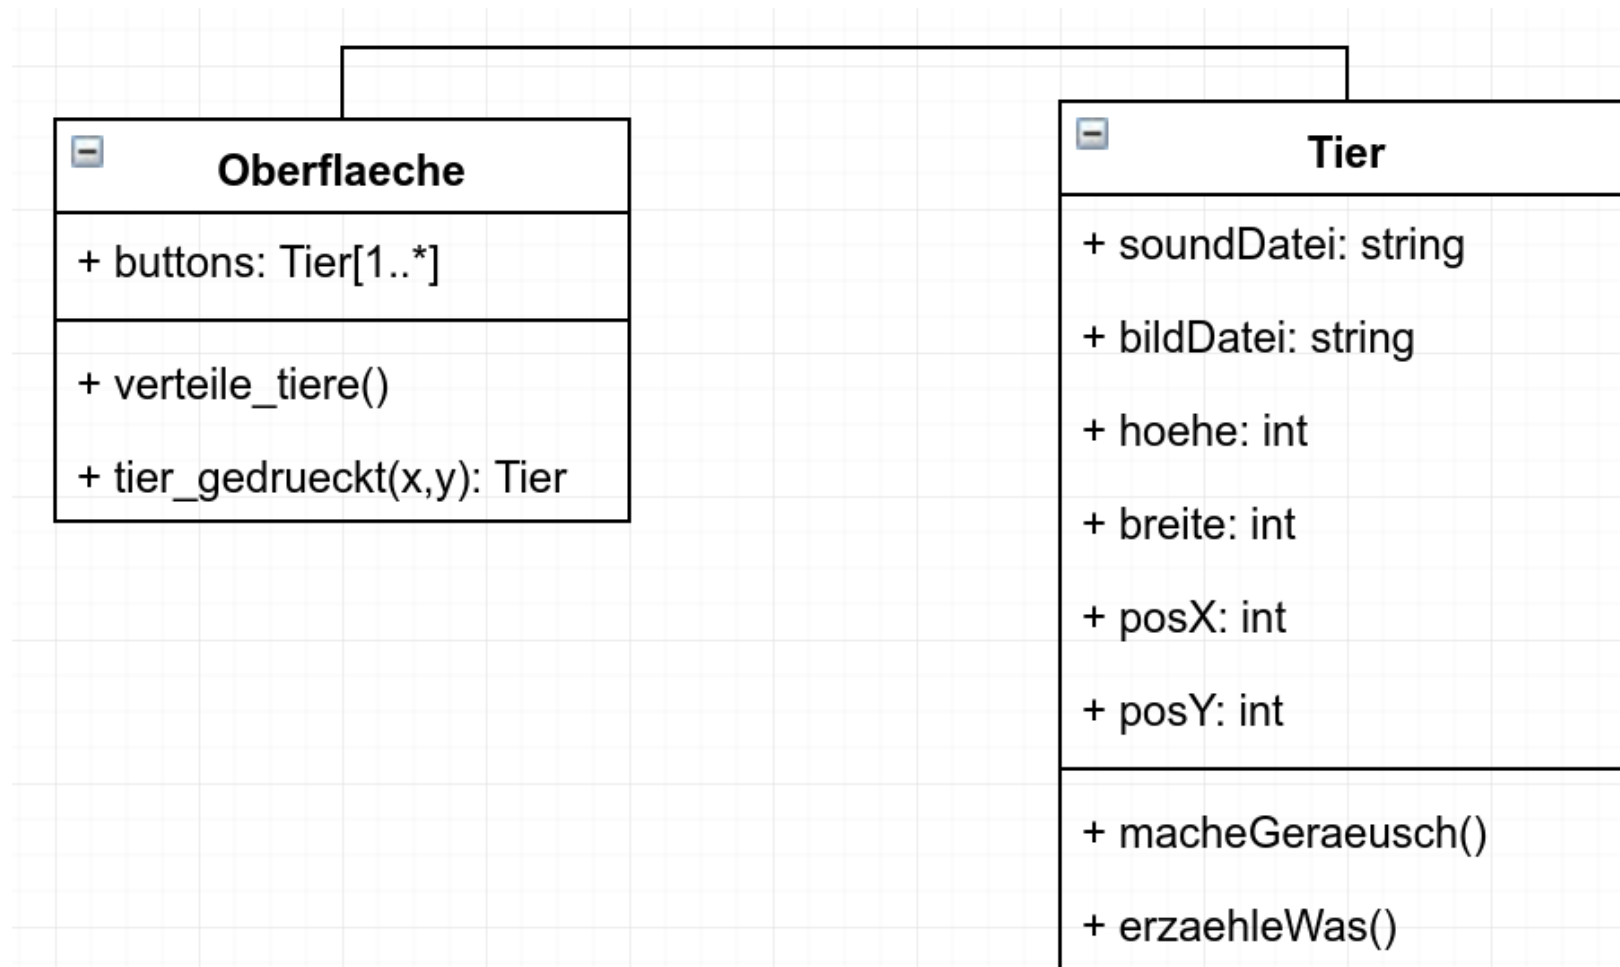 Oberflaeche
+ buttons: Tier[1..*]
+ verteile_tiere()
+ tier_gedrueckt(x,y): Tier
Tier
+ soundDatei: string
+ bildDatei: string
+ hoehe: int
+ breite: int
+ posX: int
+ posY: int
+ macheGeraeusch()
+ erzaehleWas()